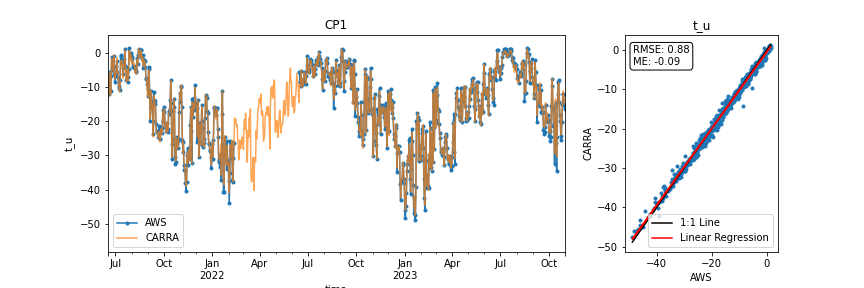 CP1
t_u
0
−10
−20
−30
−40
−50
t_u
AWS
CARRA
Jul
Oct
Jan
2022
Apr
Jul
Oct
Jan
2023
Apr
Jul
Oct
time
RMSE: 0.88
ME: -0.09
0
−10
−20
−30
−40
−50
CARRA
1:1 Line
Linear Regression
−40
−20
0
AWS